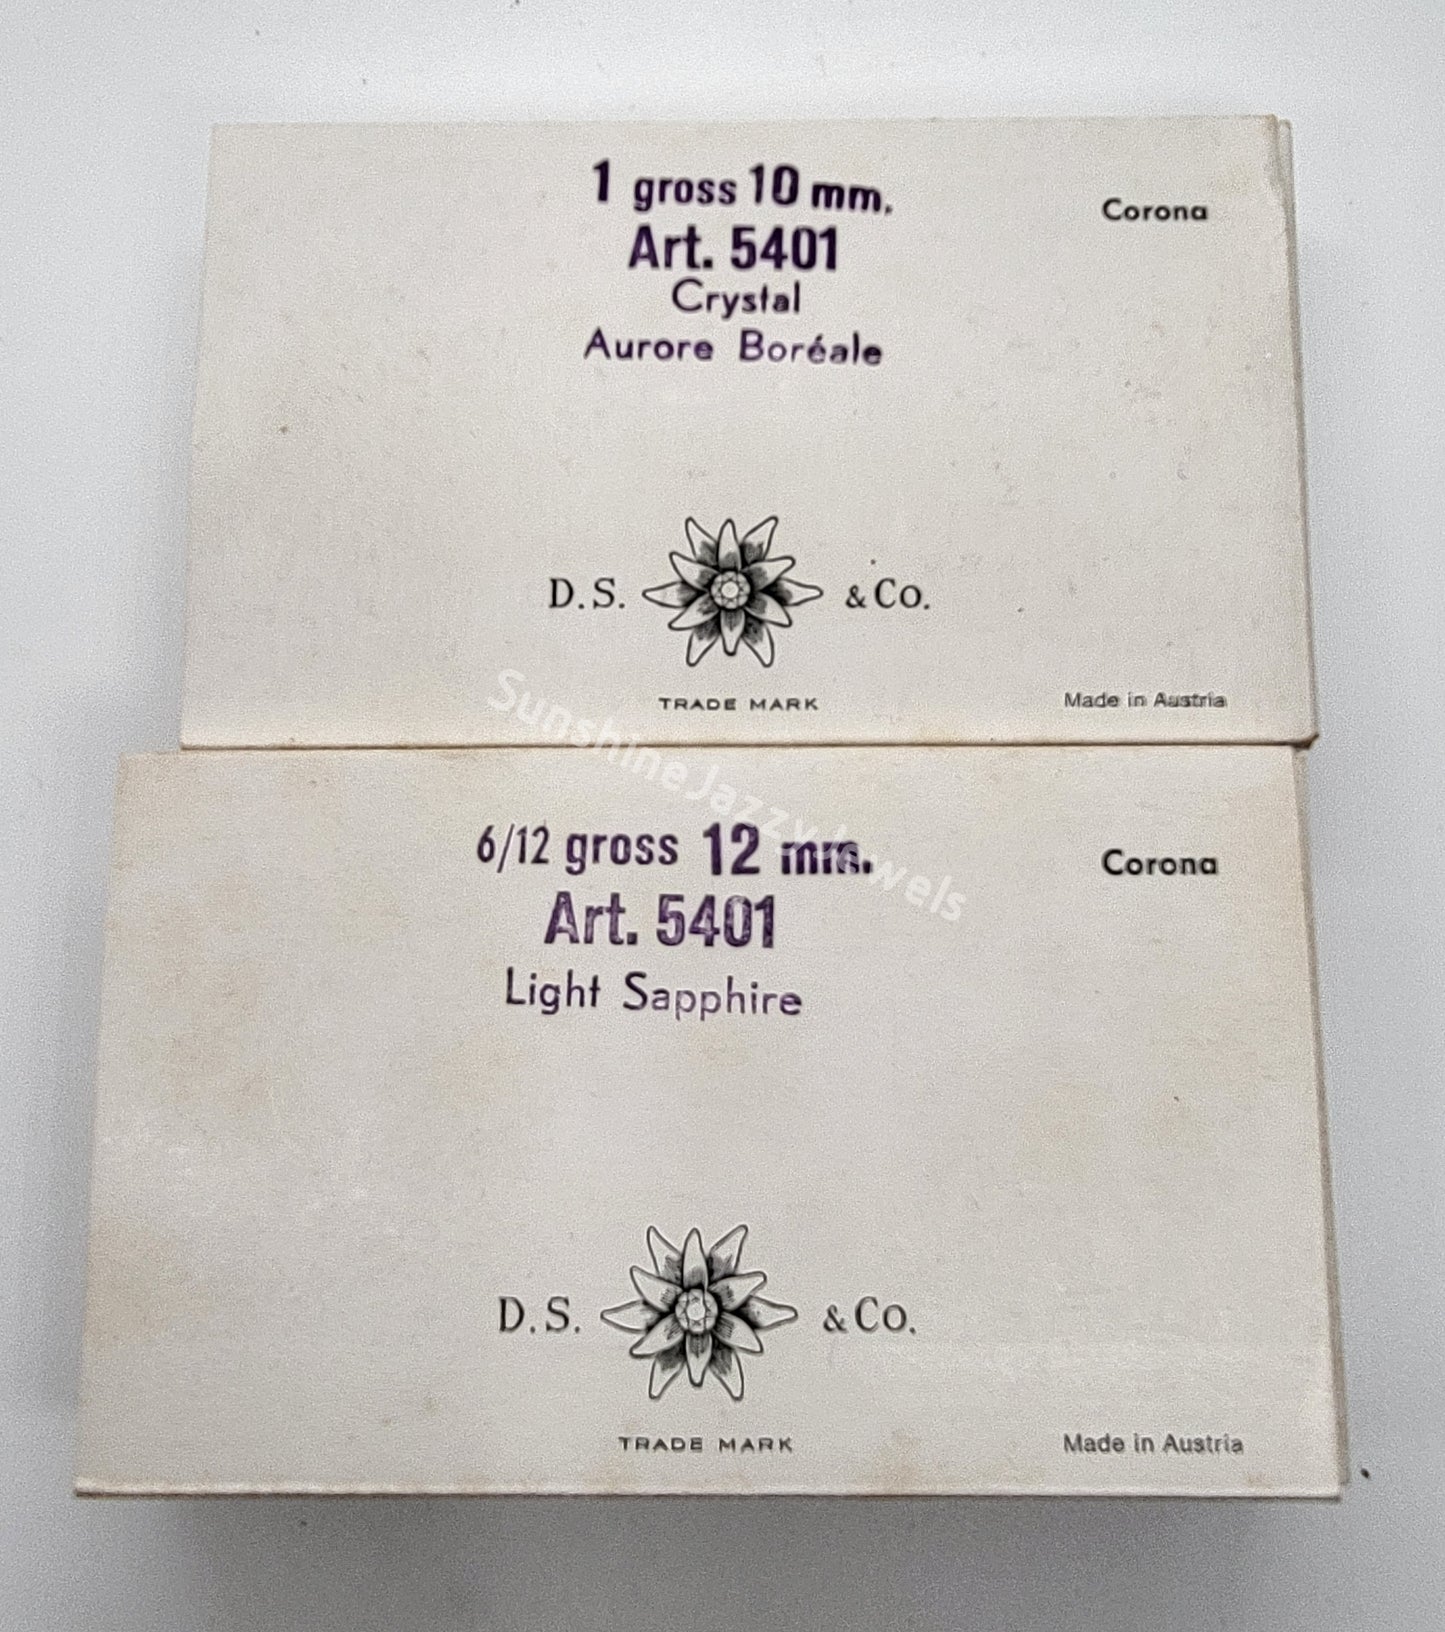 1 gross 10 mm.
Corona
Art. 5401
Crystal
Aurore Boréale
D.S. & Co.
TRADE MARK
Made in Austria
SunshineJazzyJewels
6/12 gross 12 mm.
Corona
Art. 5401
Light Sapphire
D.S. & Co.
TRADE MARK
Made in Austria